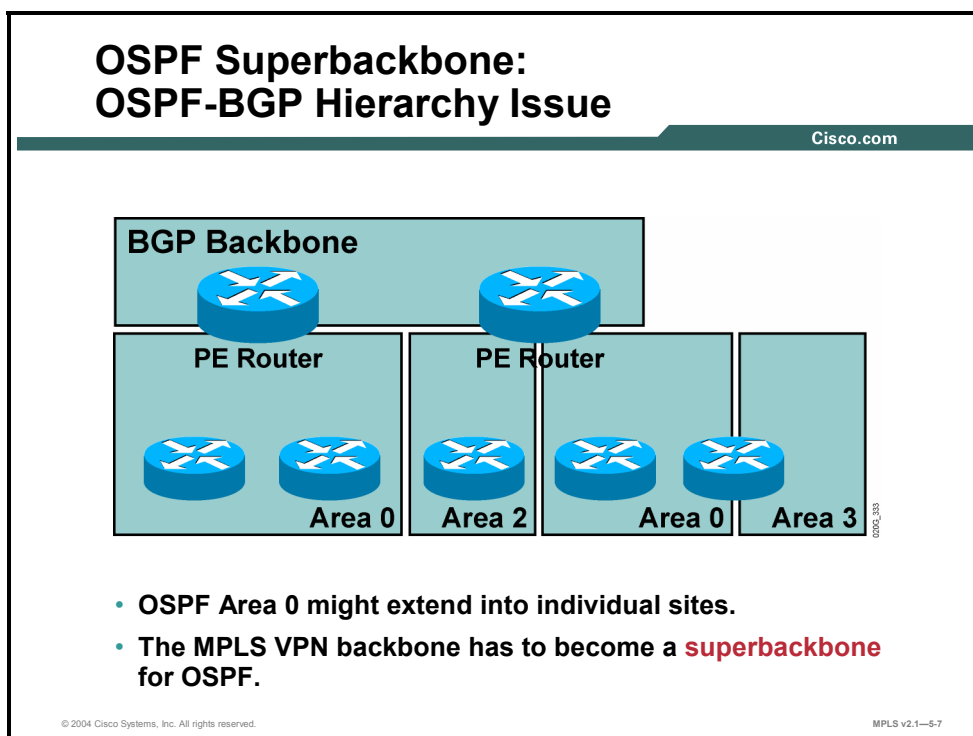 OSPF Superbackbone:
OSPF-BGP Hierarchy Issue
Cisco.com
BGP Backbone
PE Router
PE Router
Area 0
Area 2
Area 0
Area 3
020G_333
• OSPF Area 0 might extend into individual sites.
• The MPLS VPN backbone has to become a superbackbone
for OSPF.
© 2004 Cisco Systems, Inc. All rights reserved.
MPLS v2.1—5-7